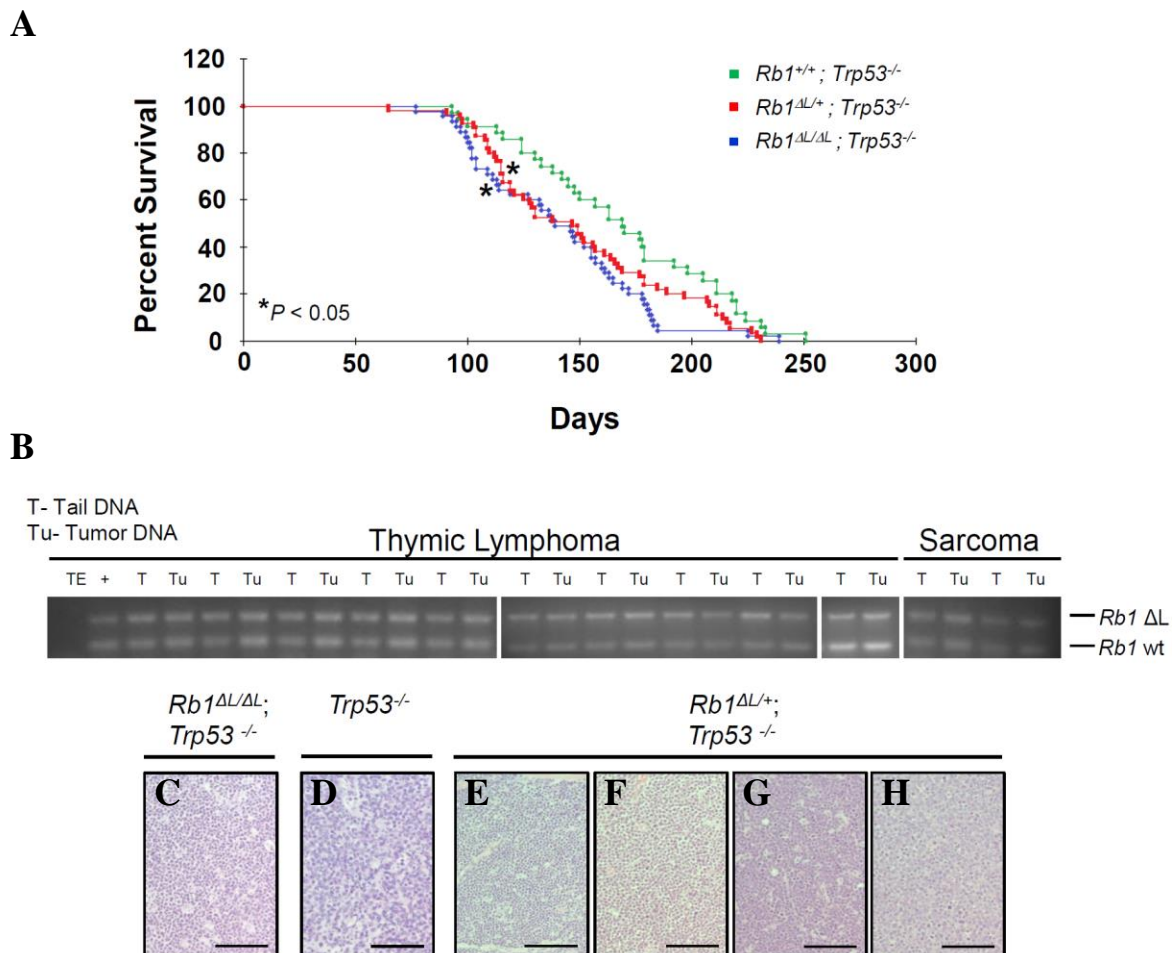 A
120
100
80
60
40
20
0
Percent Survival
0 50 100 150 200 250 300
Days
Rb1+/+ ; Trp53-/-
Rb1ΔL/+ ; Trp53-/-
Rb1ΔL/ΔL ; Trp53-/-
*
*
*P < 0.05
B
T- Tail DNA
Tu- Tumor DNA
Thymic Lymphoma
Sarcoma
TE + T Tu T Tu T Tu T Tu T Tu T Tu T Tu T Tu T Tu T Tu T Tu T Tu
Rb1 ΔL
Rb1 wt
Rb1ΔL/ΔL;
Trp53 -/-
Trp53-/-
Rb1ΔL/+;
Trp53 -/-
C D E F G H